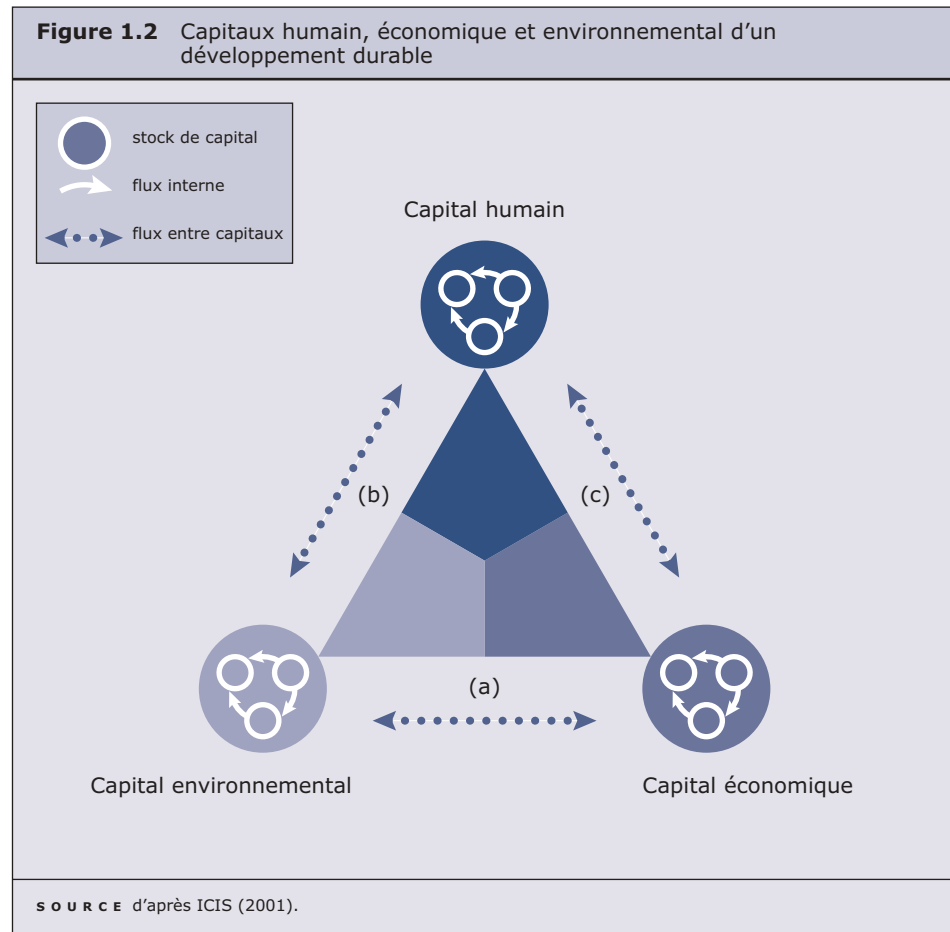 Figure 1.2 Capitaux humain, économique et environnemental d’un
développement durable
stock de capital
flux interne
flux entre capitaux
Capital humain
(b)
(c)
(a)
Capital environnemental
Capital économique
SOURCE d’après ICIS (2001).